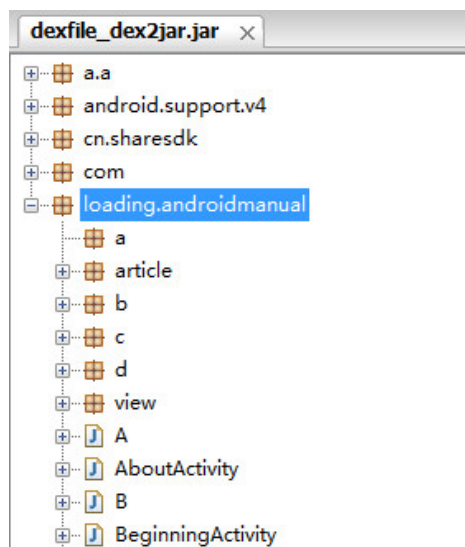 dexfile_dex2jar.jar
a.a
android.support.v4
cn.sharesdk
com
loading.androidmanual
a
article
b
c
d
view
A
AboutActivity
B
BeginningActivity